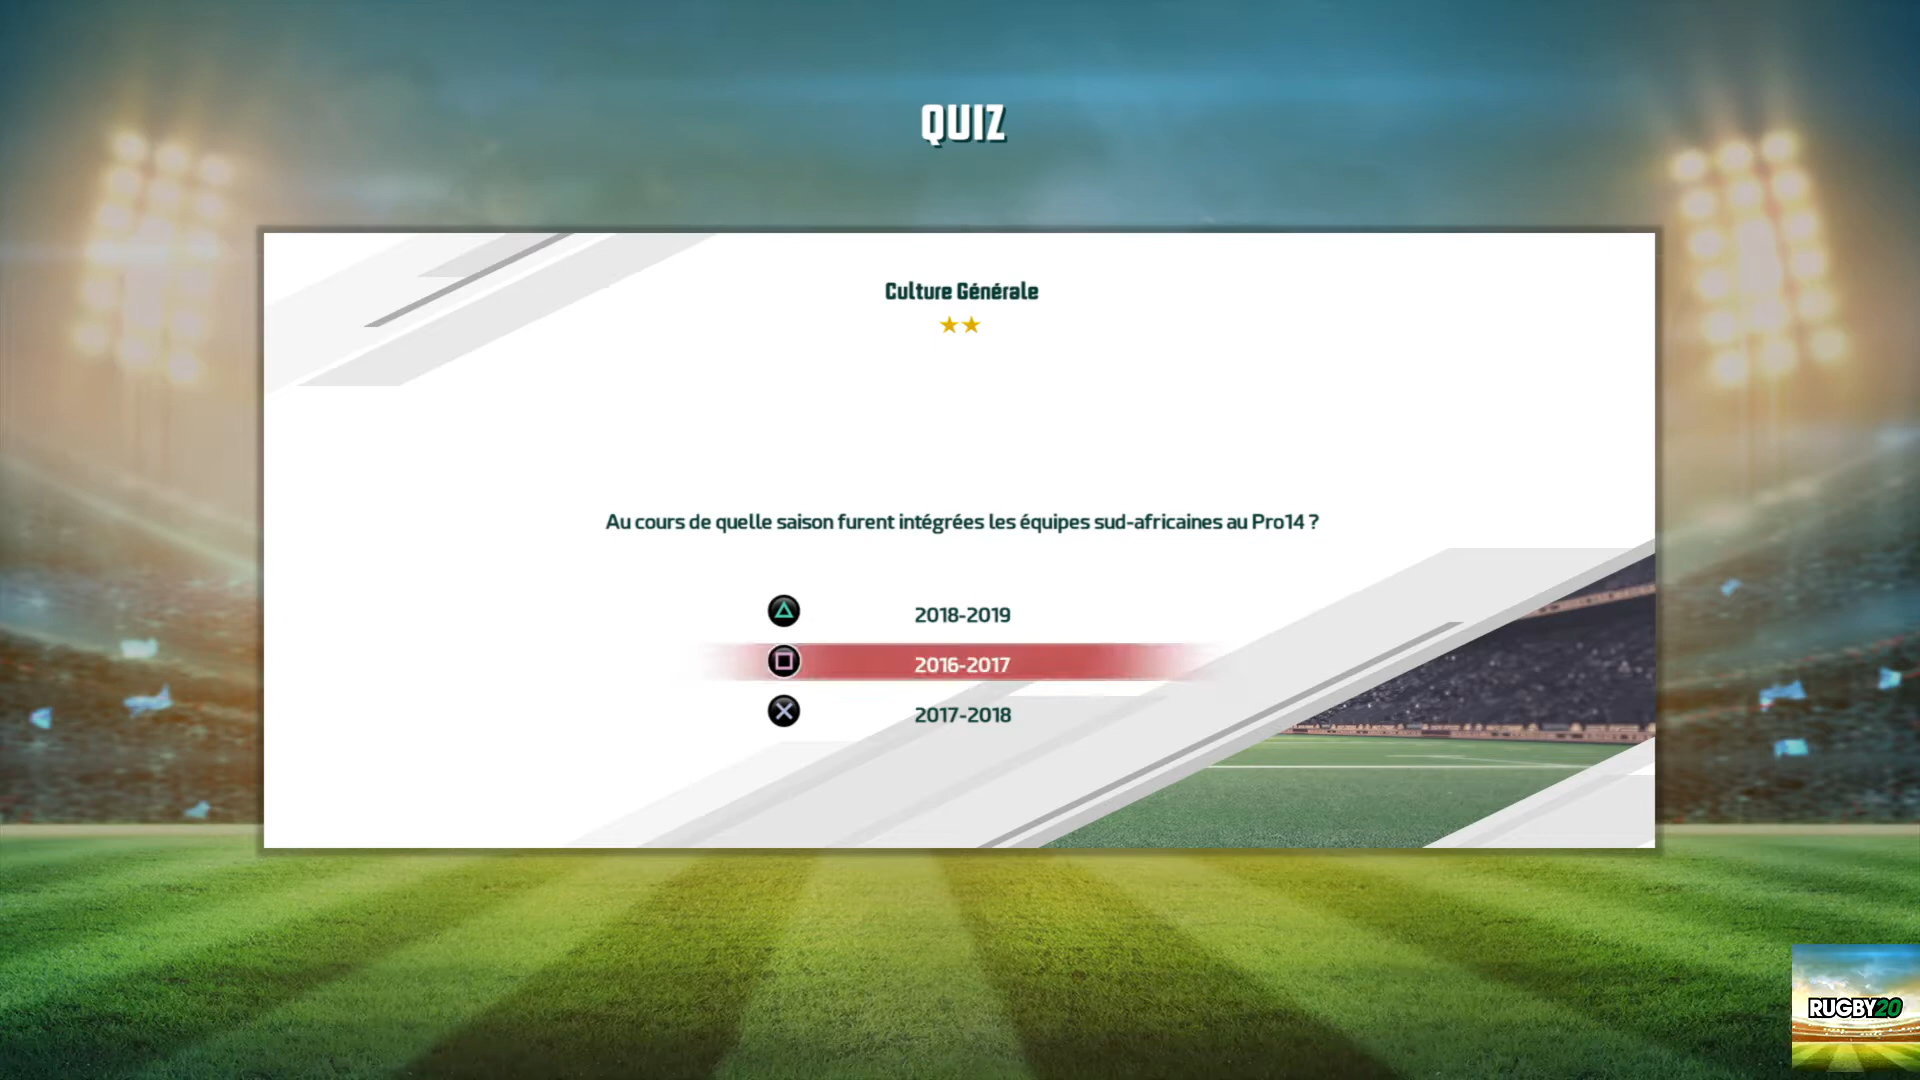 QUIZ
Culture Générale
Au cours de quelle saison furent intégrées les équipes sud-africaines au Pro14 ?
2018-2019
2016-2017
2017-2018
RUGBY20